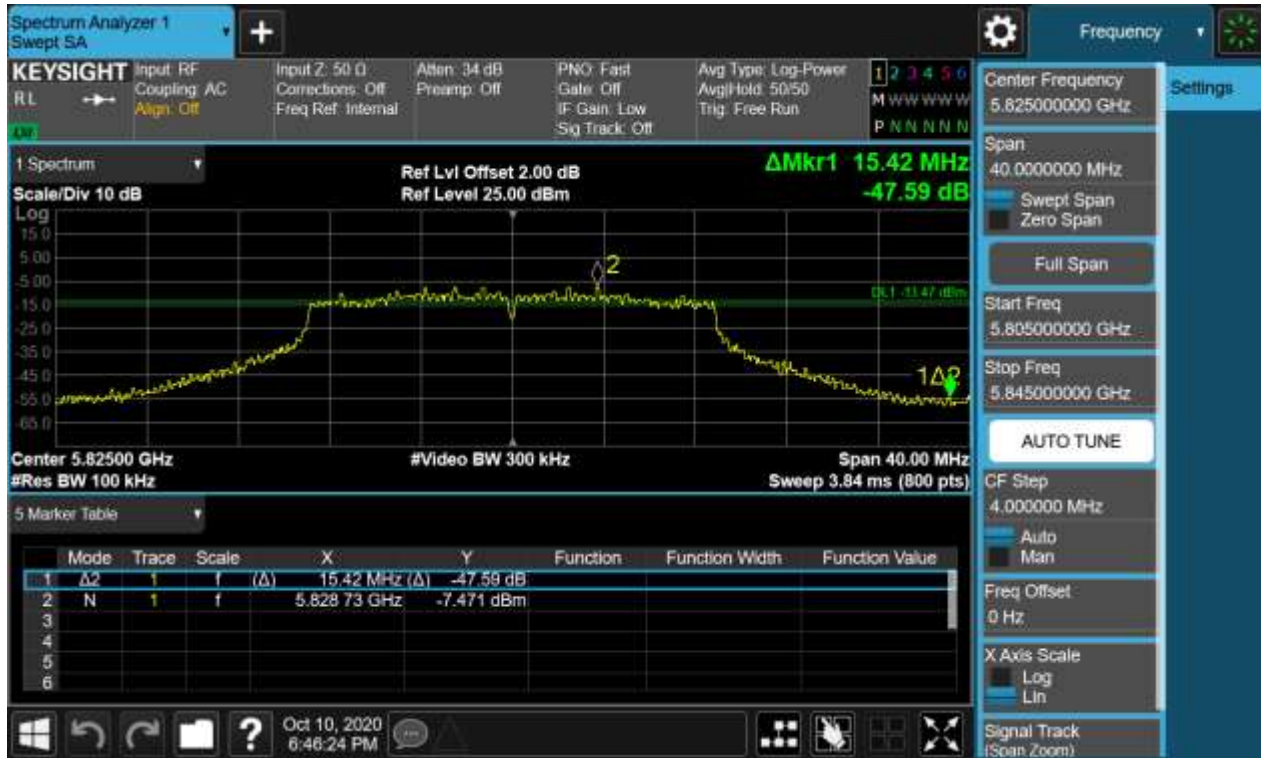 Spectrum Analyzer 1
Swept SA
+
Frequency
KEYSIGHT
RL
Input: RF
Coupling: AC
Align: Off
Input Z: 50 Ω
Corrections: Off
Freq Ref: Internal
Atten: 34 dB
Preamp: Off
PNO: Fast
Gate: Off
IF Gain: Low
Sig Track: Off
Avg Type: Log-Power
Avg|Hold: 50/50
Trig: Free Run
1 2 3 4 5 6
M W W W W W
P N N N N N
1 Spectrum
Scale/Div 10 dB
Ref Lvl Offset 2.00 dB
Ref Level 25.00 dBm
ΔMkr1 15.42 MHz
-47.59 dB
Log
15.0
5.00
-5.00
-15.0
-25.0
-35.0
-45.0
-55.0
-65.0
2
1Δ2
Center 5.82500 GHz
#Video BW 300 kHz
Span 40.00 MHz
#Res BW 100 kHz
Sweep 3.84 ms (800 pts)
5 Marker Table
Mode Trace Scale X Y Function Function Width Function Value
1 Δ2 1 f (Δ) 15.42 MHz (Δ) -47.59 dB
2 N 1 f 5.828 73 GHz -7.471 dBm
3
4
5
6
?
Oct 10, 2020
6:46:24 PM
Center Frequency
5.825000000 GHz
Settings
Span
40.0000000 MHz
Swept Span
Zero Span
Full Span
Start Freq
5.805000000 GHz
Stop Freq
5.845000000 GHz
AUTO TUNE
CF Step
4.000000 MHz
Auto
Man
Freq Offset
0 Hz
X Axis Scale
Log
Lin
Signal Track
(Span Zoom)